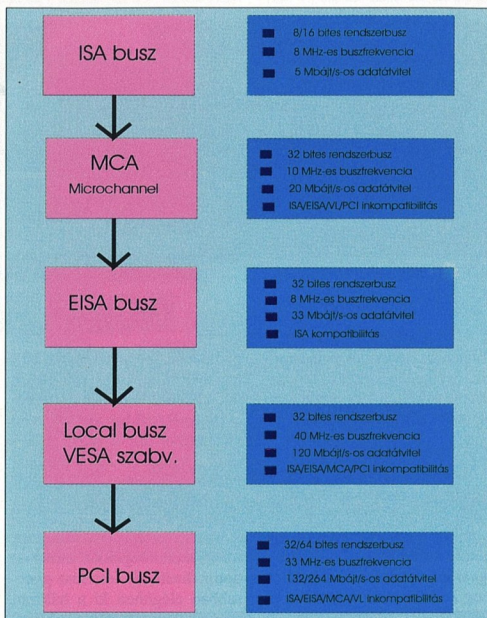 ISA busz
8/16 bites rendszerbusz
8 MHz-es buszfrekvencia
5 Mbájt/s-os adatátvitel
MCA
Microchannel
32 bites rendszerbusz
10 MHz-es buszfrekvencia
20 Mbájt/s-os adatátvitel
ISA/EISA/VL/PCI inkompatibilitás
EISA busz
32 bites rendszerbusz
8 MHz-es buszfrekvencia
33 Mbájt/s-os adatátvitel
ISA kompatibilitás
Local busz
VESA szabv.
32 bites rendszerbusz
40 MHz-es buszfrekvencia
120 Mbájt/s-os adatátvitel
ISA/EISA/MCA/PCI inkompatibilitás
PCI busz
32/64 bites rendszerbusz
33 MHz-es buszfrekvencia
132/264 Mbájt/s-os adatátvitel
ISA/EISA/MCA/VL inkompatibilitás